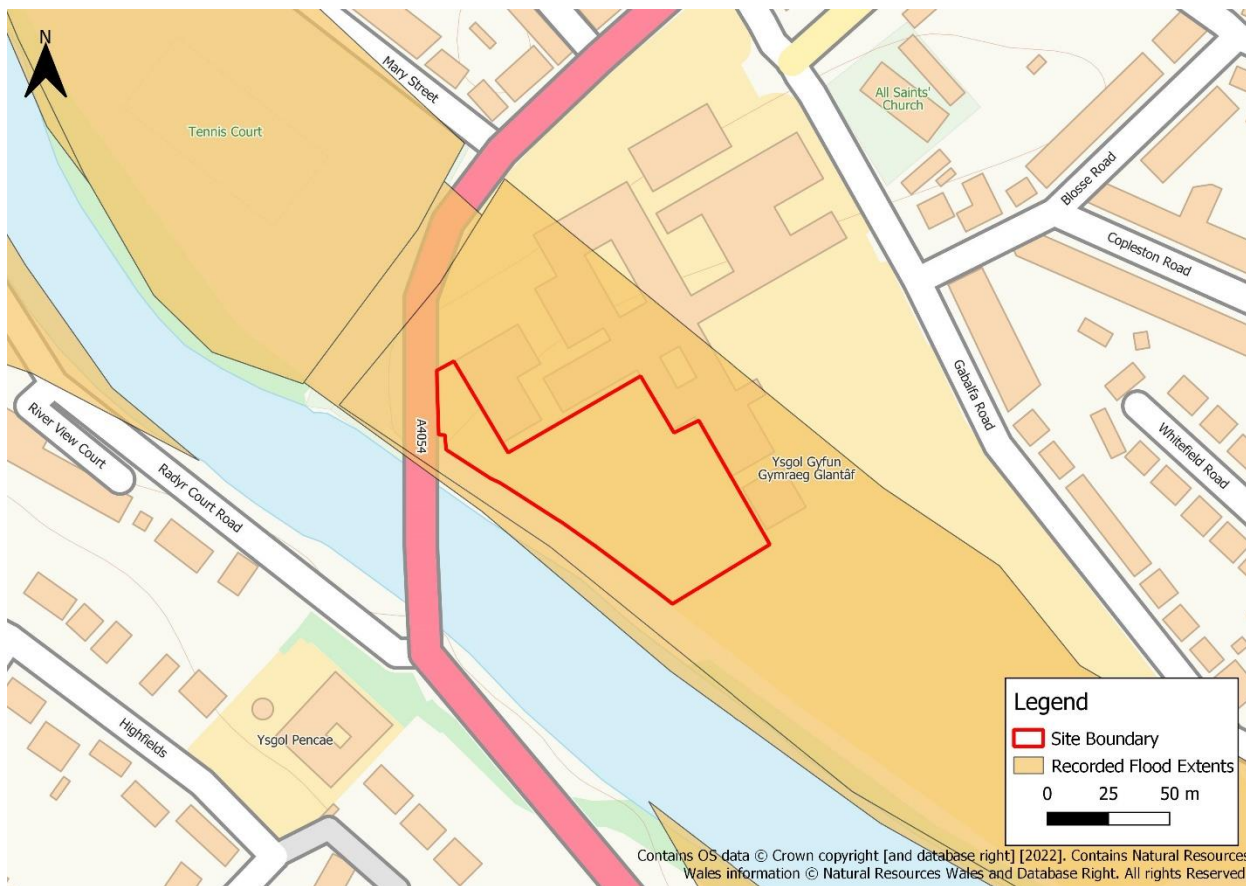 N
Mary Street
Tennis Court
All Saints'
Church
Blosse Road
Copleston Road
Gabalfa Road
Whitefield Road
A4054
Ysgol Gyfun
Gymraeg Glantâf
River View Court
Radyr Court Road
Highfields
Ysgol Pencae
Legend
Site Boundary
Recorded Flood Extents
0 25 50 m
Contains OS data © Crown copyright [and database right] [2022]. Contains Natural Resources
Wales information © Natural Resources Wales and Database Right. All rights Reserved